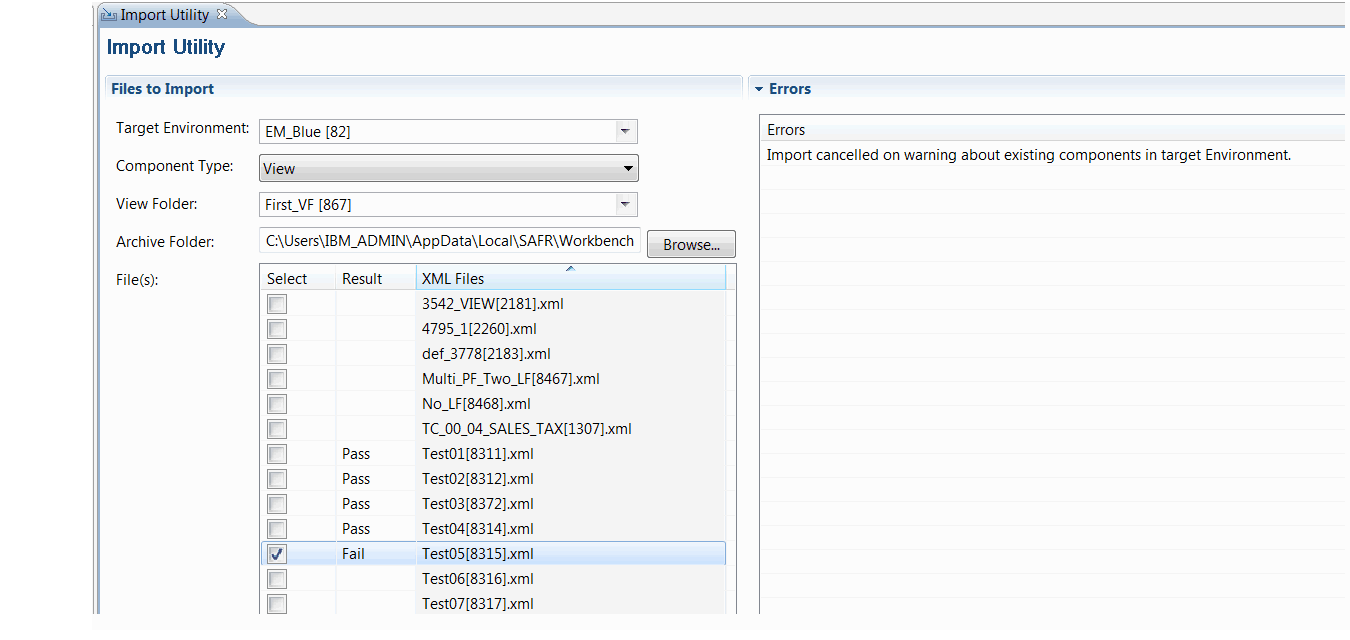 Import Utility
Import Utility
Files to Import
Target Environment: EM_Blue [82]
Component Type: View
View Folder: First_VF [867]
Archive Folder: C:\Users\IBM_ADMIN\AppData\Local\SAFR\Workbench Browse...
File(s):
Select Result XML Files
3542_VIEW[2181].xml
4795_1[2260].xml
def_3778[2183].xml
Multi_PF_Two_LF[8467].xml
No_LF[8468].xml
TC_00_04_SALES_TAX[1307].xml
Pass Test01[8311].xml
Pass Test02[8312].xml
Pass Test03[8372].xml
Pass Test04[8314].xml
Fail Test05[8315].xml
Test06[8316].xml
Test07[8317].xml
Errors
Errors
Import cancelled on warning about existing components in target Environment.